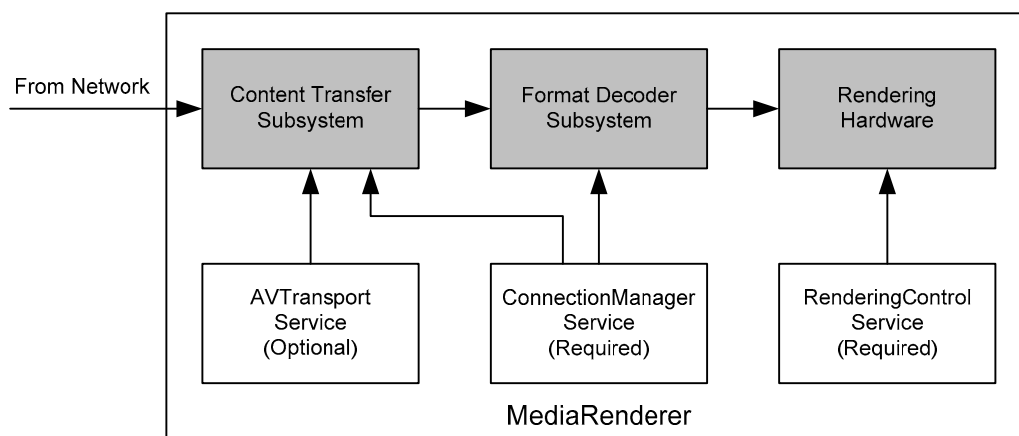 From Network
Content Transfer
Subsystem
Format Decoder
Subsystem
Rendering
Hardware
AVTransport
Service
(Optional)
ConnectionManager
Service
(Required)
RenderingControl
Service
(Required)
MediaRenderer